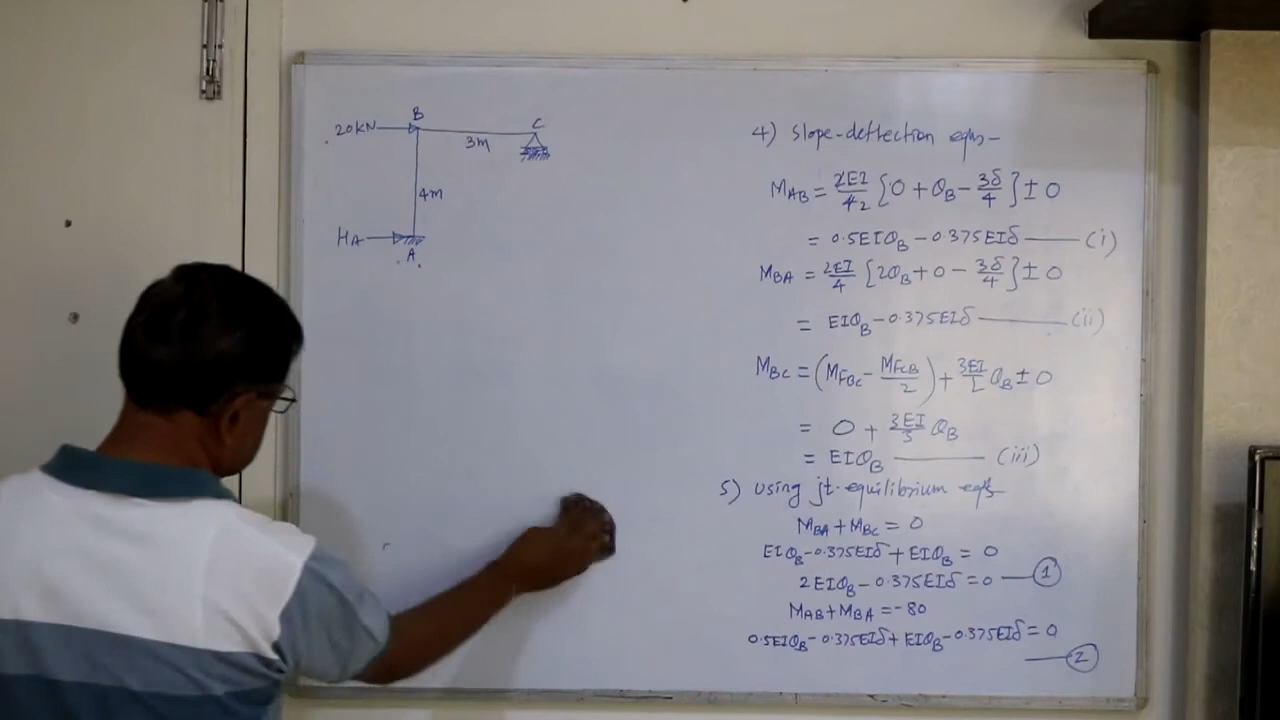 B
20KN
C
3m
4m
HA
A
4) Slope-deflection eqns-
MAB = 2EI/4 2 [0 + θB - 3δ/4] ± 0
= 0.5EIθB - 0.375EIδ —— (i)
MBA = 2EI/4 [2θB + 0 - 3δ/4] ± 0
= EIθB - 0.375EIδ —— (ii)
MBC = (MFBC - MFCB/2) + 3EI/L θB ± 0
= 0 + 3EI/3 θB
= EIθB —— (iii)
5) Using jt. equilibrium eqns
MBA + MBC = 0
EIθB - 0.375EIδ + EIθB = 0
2EIθB - 0.375EIδ = 0 —— 1
MAB + MBA = -80
0.5EIθB - 0.375EIδ + EIθB - 0.375EIδ = 0
—— 2